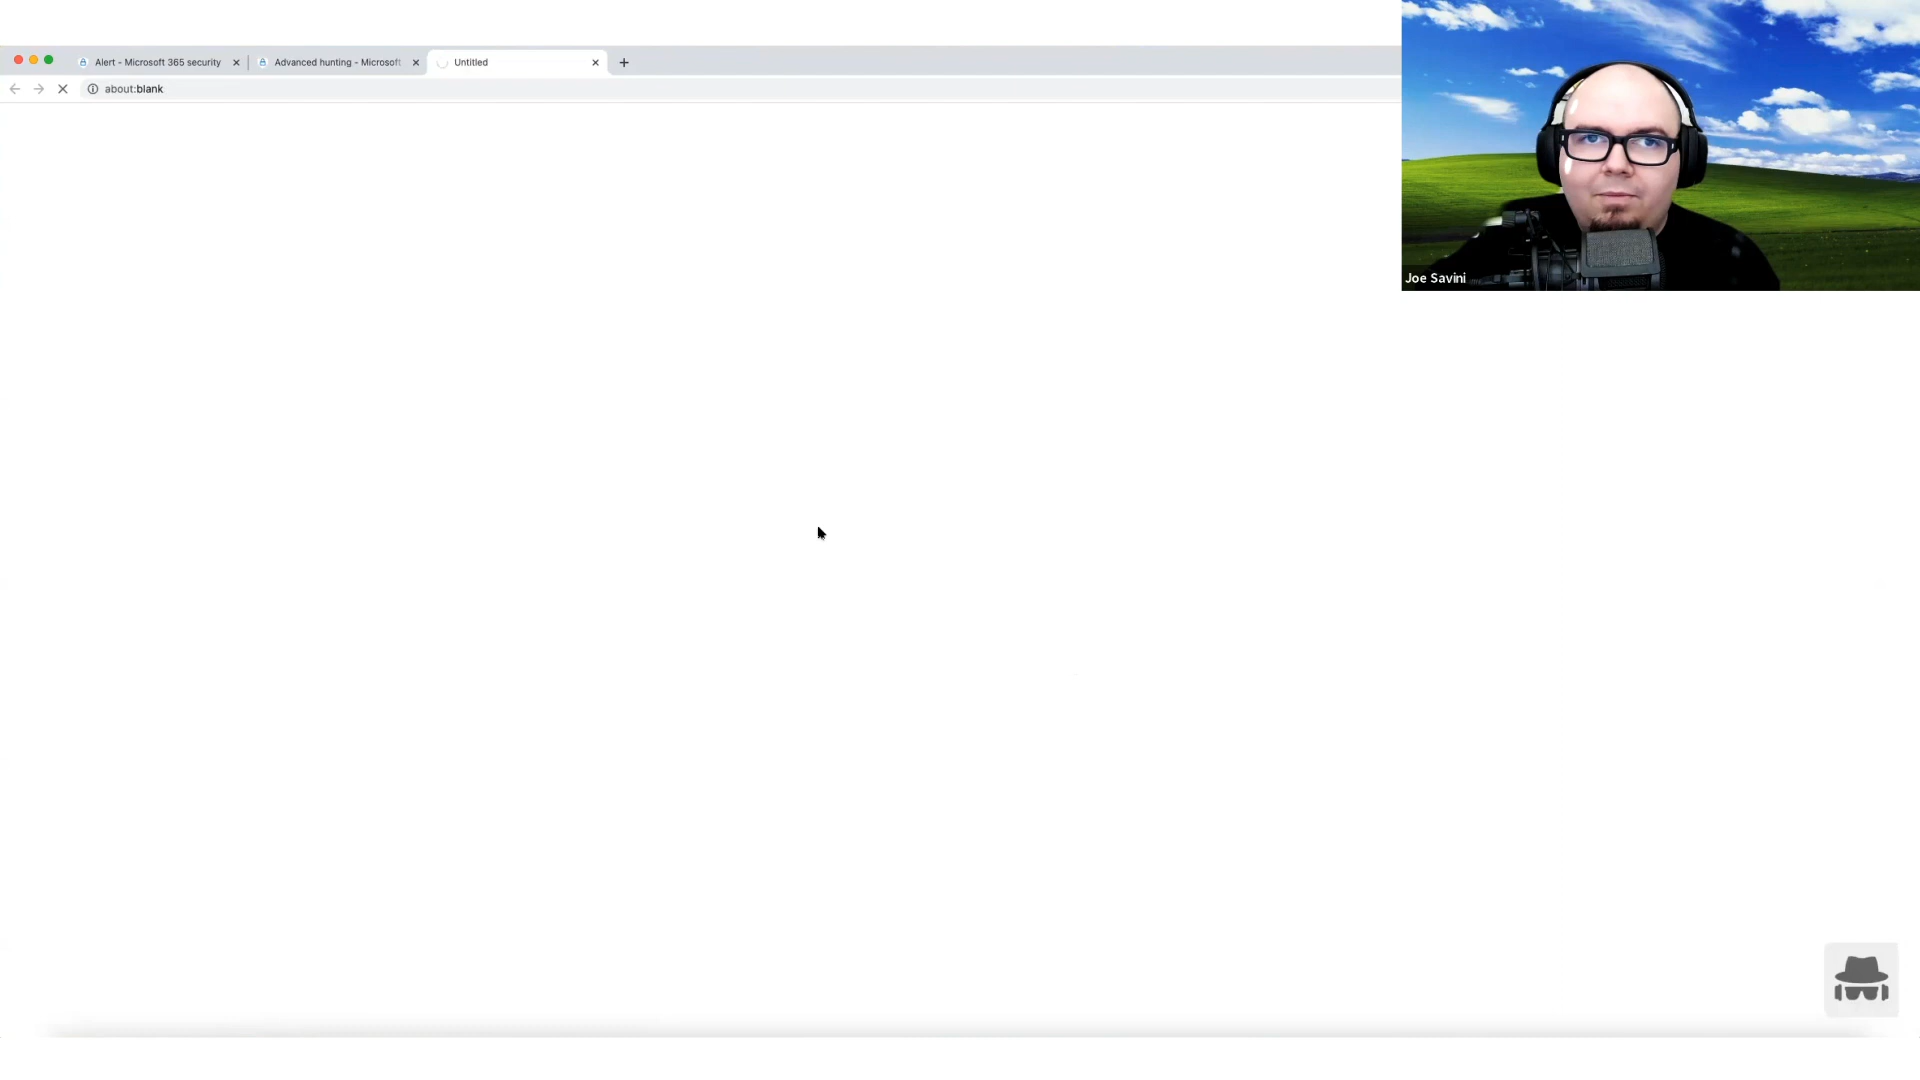 Alert - Microsoft 365 security
Advanced hunting - Microsoft
Untitled
about:blank
Joe Savini